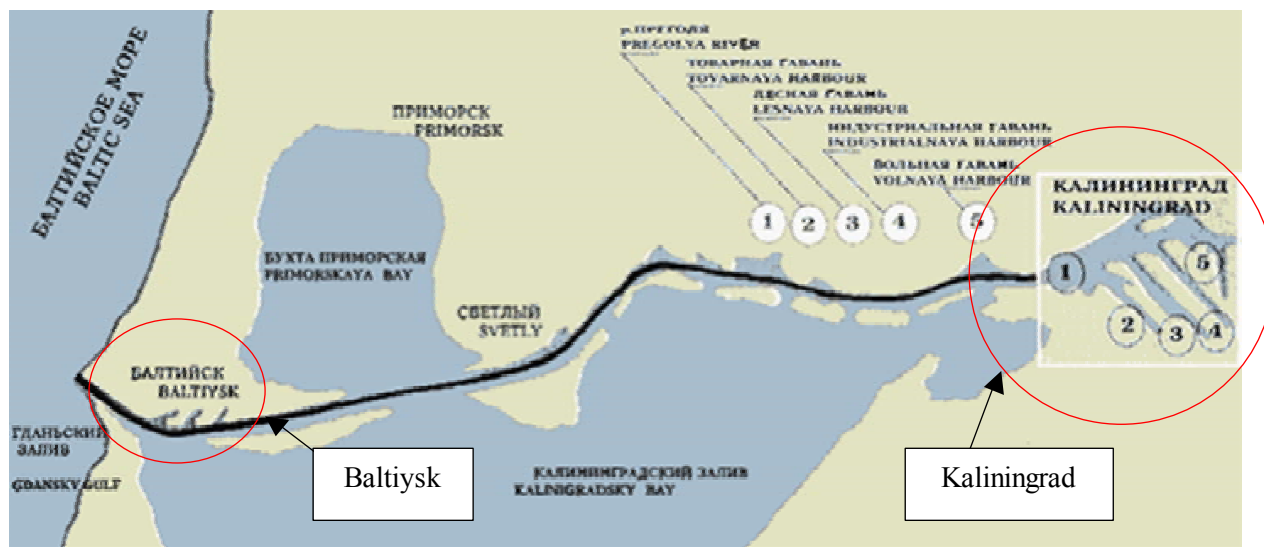 БАЛТИЙСКОЕ МОРЕ
BALTIC SEA
р.ПРЕГОЛЯ
PREGOLYA RIVER
ТОВАРНАЯ ГАВАНЬ
TOVARNAYA HARBOUR
ЛЕСНАЯ ГАВАНЬ
LESNAYA HARBOUR
ИНДУСТРИАЛЬНАЯ ГАВАНЬ
INDUSTRIALNAYA HARBOUR
ВОЛЬНАЯ ГАВАНЬ
VOLNAYA HARBOUR
1 2 3 4 5
ПРИМОРСК
PRIMORSK
КАЛИНИНГРАД
KALININGRAD
1
5
2
3
4
БУХТА ПРИМОРСКАЯ
PRIMORSKAYA BAY
СВЕТЛЫЙ
SVETLY
БАЛТИЙСК
BALTIYSK
ГДАНЬСКИЙ
ЗАЛИВ
GDANSKY GULF
Baltiysk
КАЛИНИНГРАДСКИЙ ЗАЛИВ
KALINIGRADSKY BAY
Kaliningrad